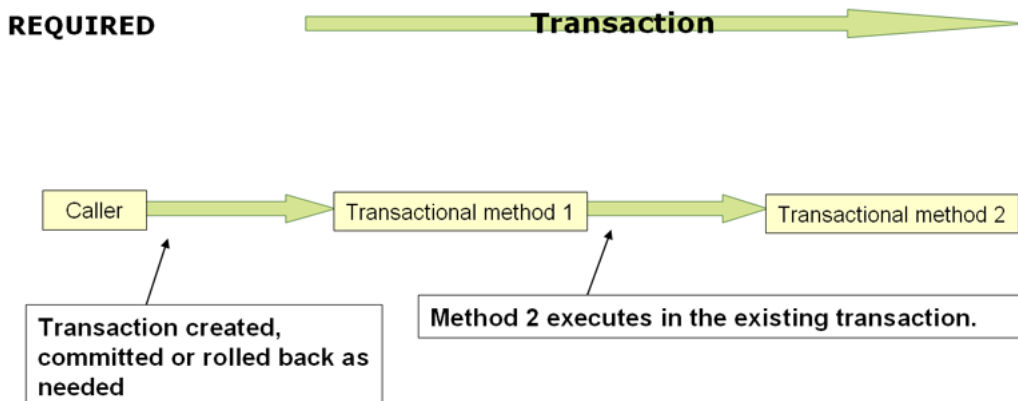 REQUIRED
Transaction
Caller
Transactional method 1
Transactional method 2
Transaction created,
committed or rolled back as
needed
Method 2 executes in the existing transaction.